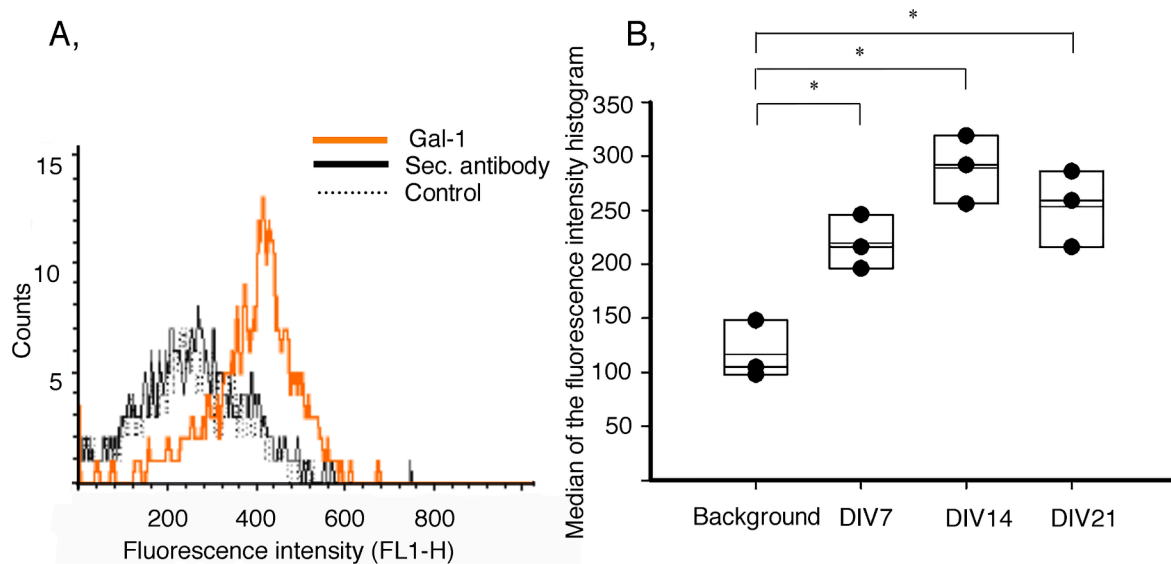 A,
Gal-1
Sec. antibody
Control
15
10
5
Counts
200 400 600 800
Fluorescence intensity (FL1-H)
B,
*
*
*
350
300
250
200
150
100
50
Median of the fluorescence intensity histogram
Background DIV7 DIV14 DIV21